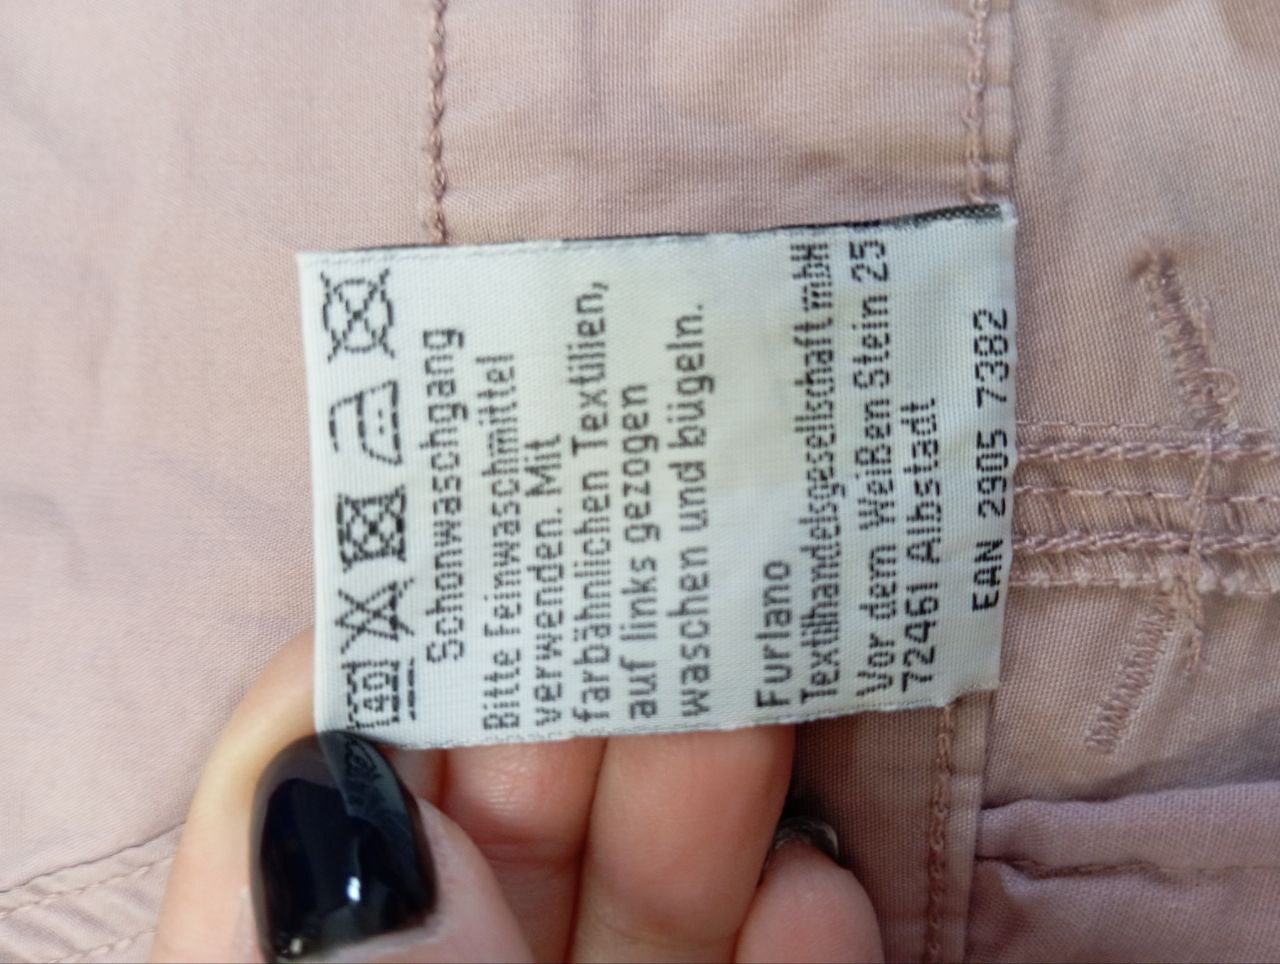 40
Schonwaschgang
Bitte Feinwaschmittel
verwenden. Mit
farbähnlichen Textilien,
auf links gezogen
waschen und bügeln.
Furlano
Textilhandelsgesellschaft mbH
Vor dem Weißen Stein 25
72461 Albstadt
EAN 2905 7382